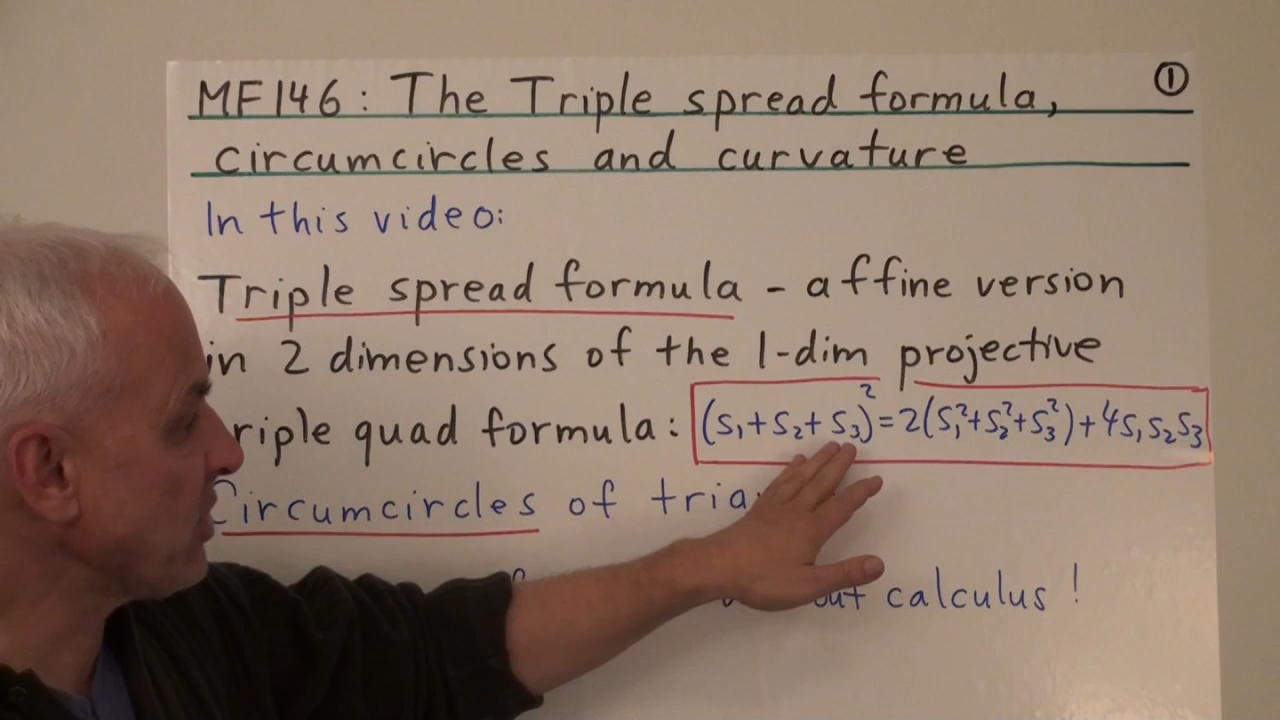 MF146: The Triple spread formula, ①
circumcircles and curvature
In this video:
Triple spread formula - affine version
in 2 dimensions of the 1-dim projective
riple quad formula: (s₁+s₂+s₃)²=2(s₁²+s₂²+s₃²)+4s₁s₂s₃
Circumcircles of tria
out calculus!